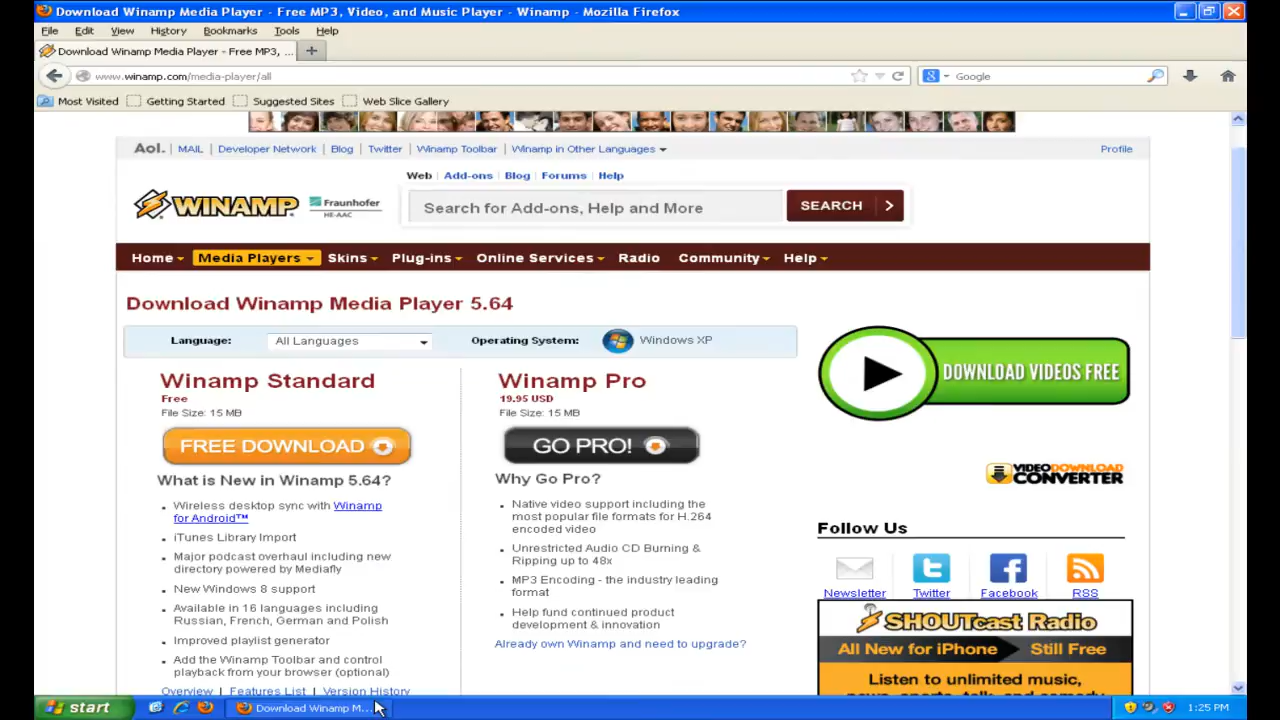 Download Winamp Media Player - Free MP3, Video, and Music Player - Winamp - Mozilla Firefox
File Edit View History Bookmarks Tools Help
Download Winamp Media Player - Free MP3, ...
www.winamp.com/media-player/all
Google
Most Visited Getting Started Suggested Sites Web Slice Gallery
Aol. | MAIL | Developer Network | Blog | Twitter | Winamp Toolbar | Winamp in Other Languages
Profile
Web | Add-ons | Blog | Forums | Help
WINAMP
Fraunhofer
HE-AAC
Search for Add-ons, Help and More
SEARCH
Home Media Players Skins Plug-ins Online Services Radio Community Help
Download Winamp Media Player 5.64
Language: All Languages Operating System: Windows XP
Winamp Standard
Free
File Size: 15 MB
FREE DOWNLOAD
What is New in Winamp 5.64?
Wireless desktop sync with Winamp
for Android™
iTunes Library Import
Major podcast overhaul including new
directory powered by Mediafly
New Windows 8 support
Available in 16 languages including
Russian, French, German and Polish
Improved playlist generator
Add the Winamp Toolbar and control
playback from your browser (optional)
Overview | Features List | Version History
Winamp Pro
19.95 USD
File Size: 15 MB
GO PRO!
Why Go Pro?
Native video support including the
most popular file formats for H.264
encoded video
Unrestricted Audio CD Burning &
Ripping up to 48x
MP3 Encoding - the industry leading
format
Help fund continued product
development & innovation
Already own Winamp and need to upgrade?
DOWNLOAD VIDEOS FREE
VIDEO DOWNLOAD
CONVERTER
Follow Us
Newsletter Twitter Facebook RSS
SHOUTcast Radio
All New for iPhone Still Free
Listen to unlimited music,
news, sports, talk, and comedy
start
Download Winamp M...
1:25 PM